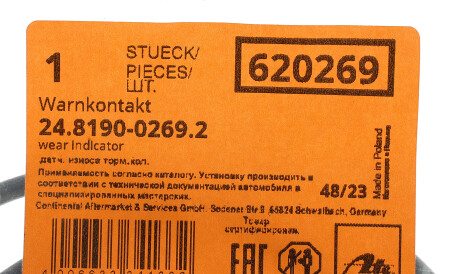 1
STUECK/
PIECES/
ШТ.
620269
Warnkontakt
24.8190-0269.2
wear Indicator
датч. износа торм.кол.
Применяемость согласно каталогу. Установку производить в
соответствии с технической документацией автомобиля в
специализированных мастерских.
48/23
Made in Poland
Continental Aftermarket & Services GmbH. Sodener Str.9 65824 Schwalbach, Germany
Товар
сертифицирован.
EAC